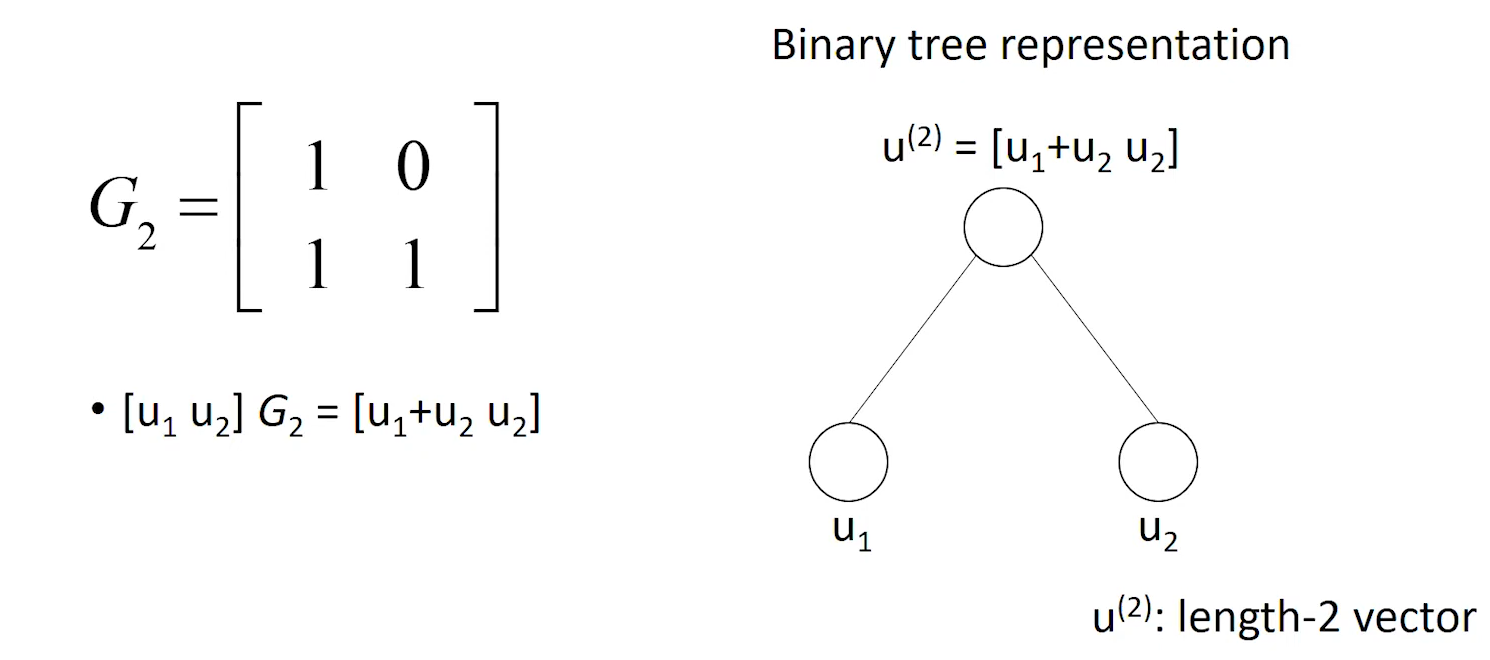 Binary tree representation
G₂ = [ 1 0
1 1 ]
• [u₁ u₂] G₂ = [u₁+u₂ u₂]
u⁽²⁾ = [u₁+u₂ u₂]
u₁ u₂
u⁽²⁾: length-2 vector